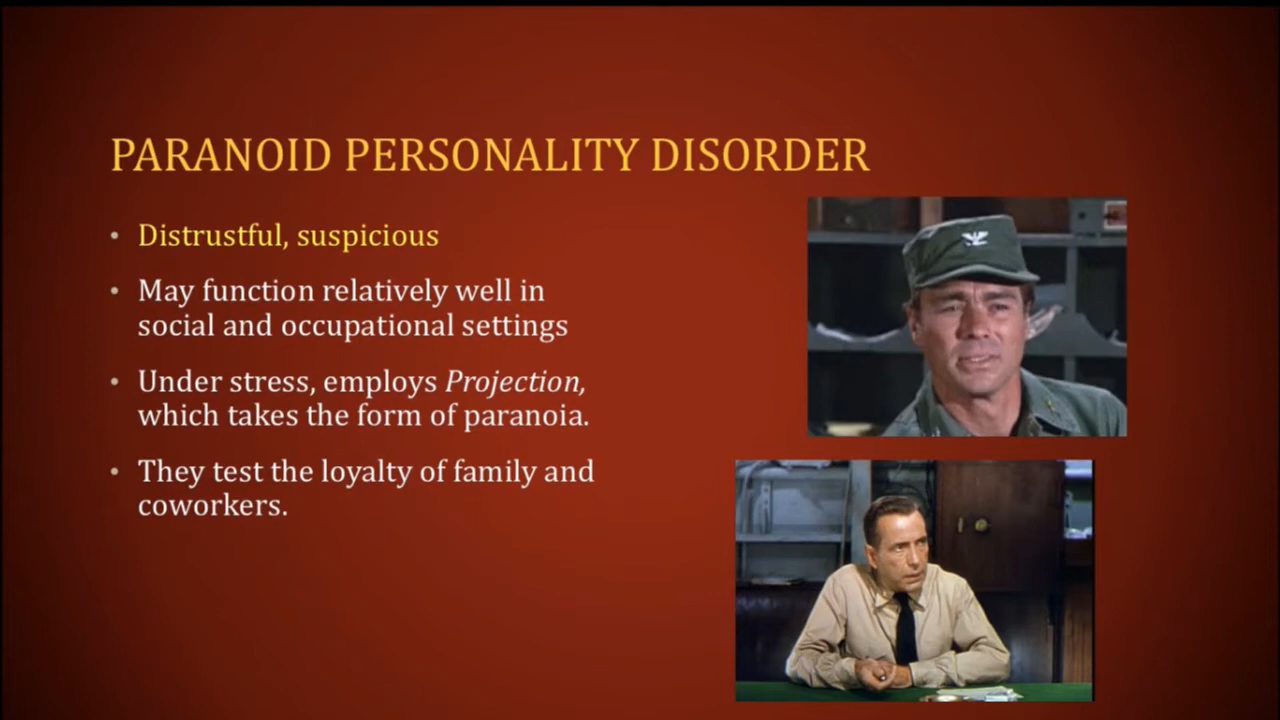 PARANOID PERSONALITY DISORDER
• Distrustful, suspicious
• May function relatively well in
social and occupational settings
• Under stress, employs Projection,
which takes the form of paranoia.
• They test the loyalty of family and
coworkers.